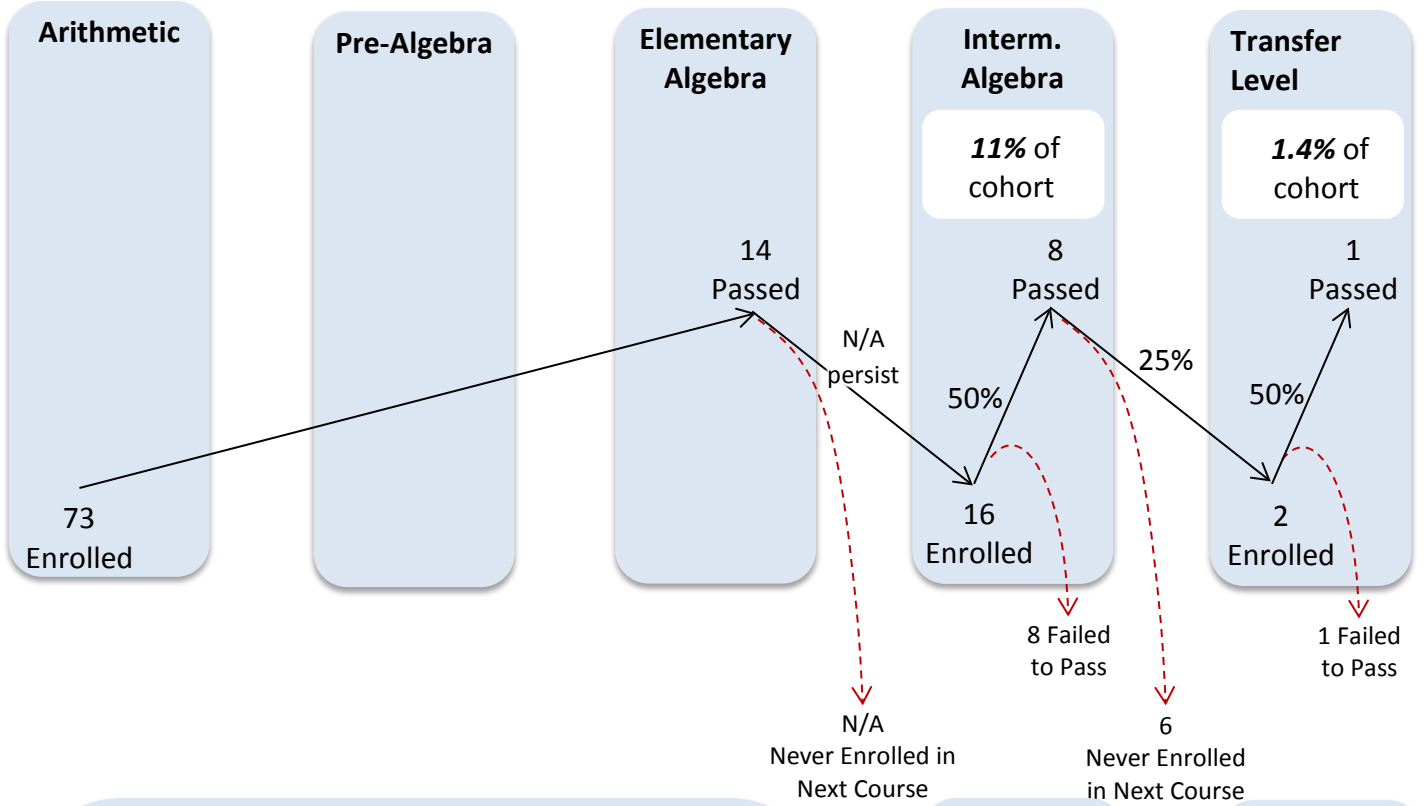 Arithmetic
73
Enrolled
Pre-Algebra
Elementary
Algebra
14
Passed
N/A
persist
N/A
Never Enrolled in
Next Course
Interm.
Algebra
11% of
cohort
8
Passed
50%
16
Enrolled
8 Failed
to Pass
25%
6
Never Enrolled
in Next Course
Transfer
Level
1.4% of
cohort
1
Passed
50%
2
Enrolled
1 Failed
to Pass